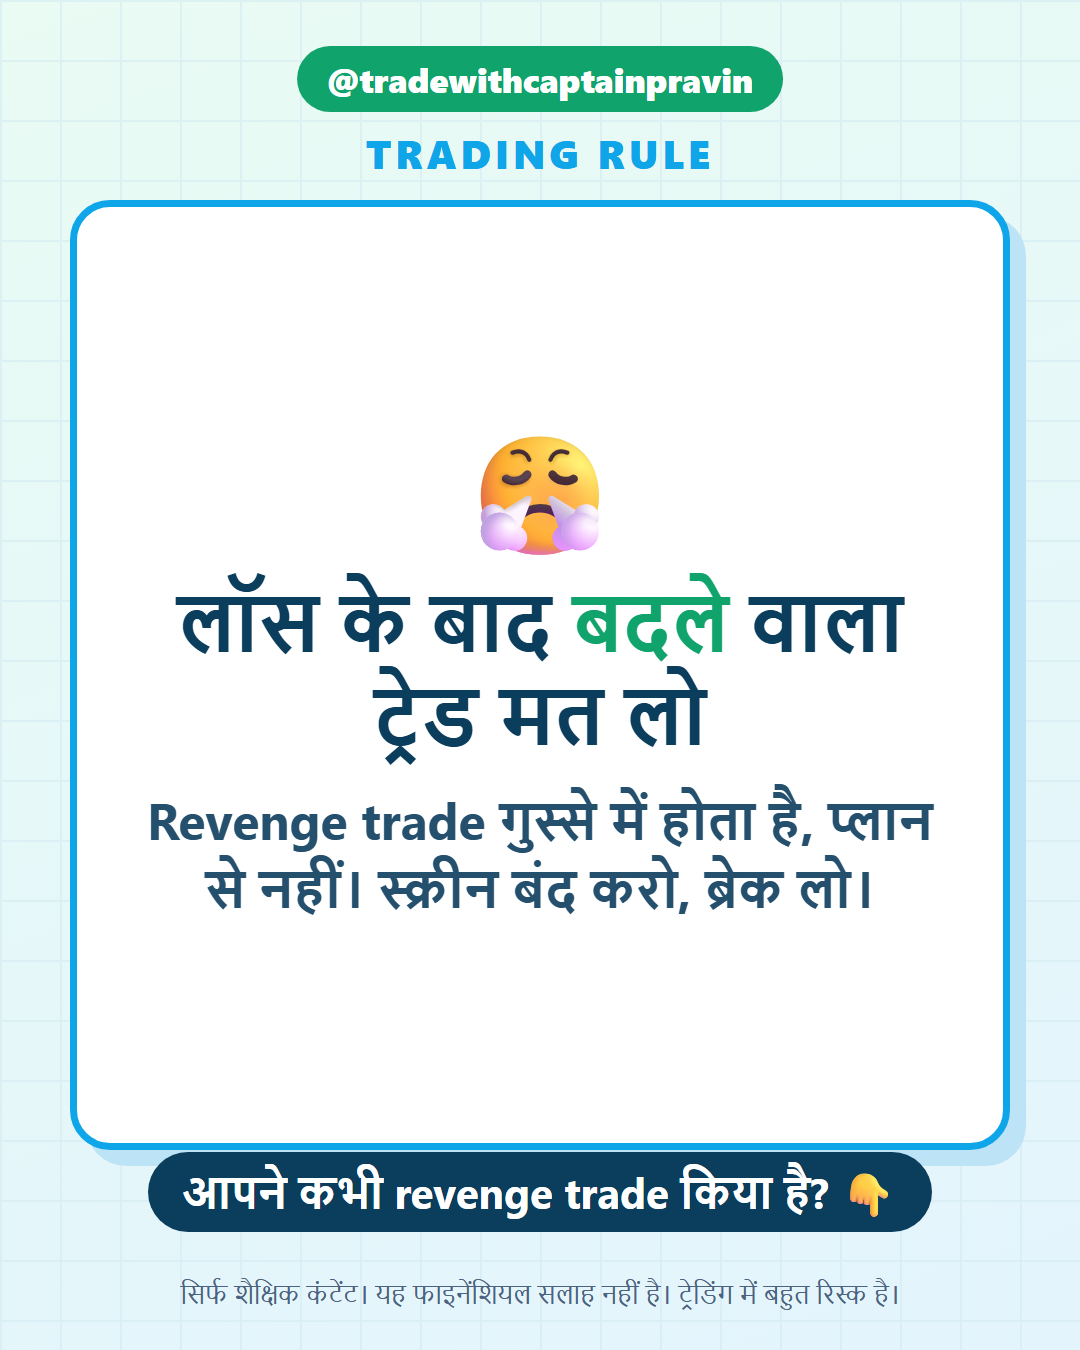 @tradewithcaptainpravin
TRADING RULE
लॉस के बाद बदले वाला
ट्रेड मत लो
Revenge trade गुस्से में होता है, प्लान
से नहीं। स्क्रीन बंद करो, ब्रेक लो।
आपने कभी revenge trade किया है? 👇
सिर्फ शैक्षिक कंटेंट। यह फाइनेंशियल सलाह नहीं है। ट्रेडिंग में बहुत रिस्क है।